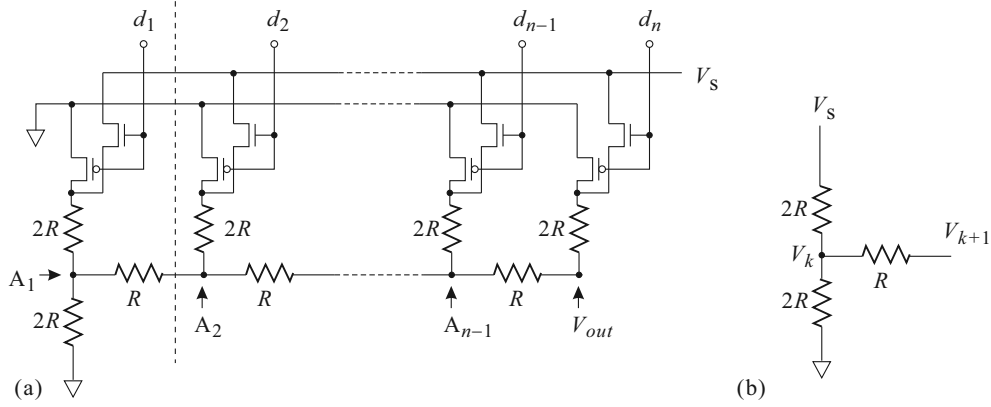 d₁ d₂ dₙ₋₁ dₙ
Vₛ
Vₛ
2R 2R 2R 2R
2R
A₁
R R R
Vₖ
Vₖ₊₁
R
2R
2R
A₂ Aₙ₋₁ V_out
(a) (b)